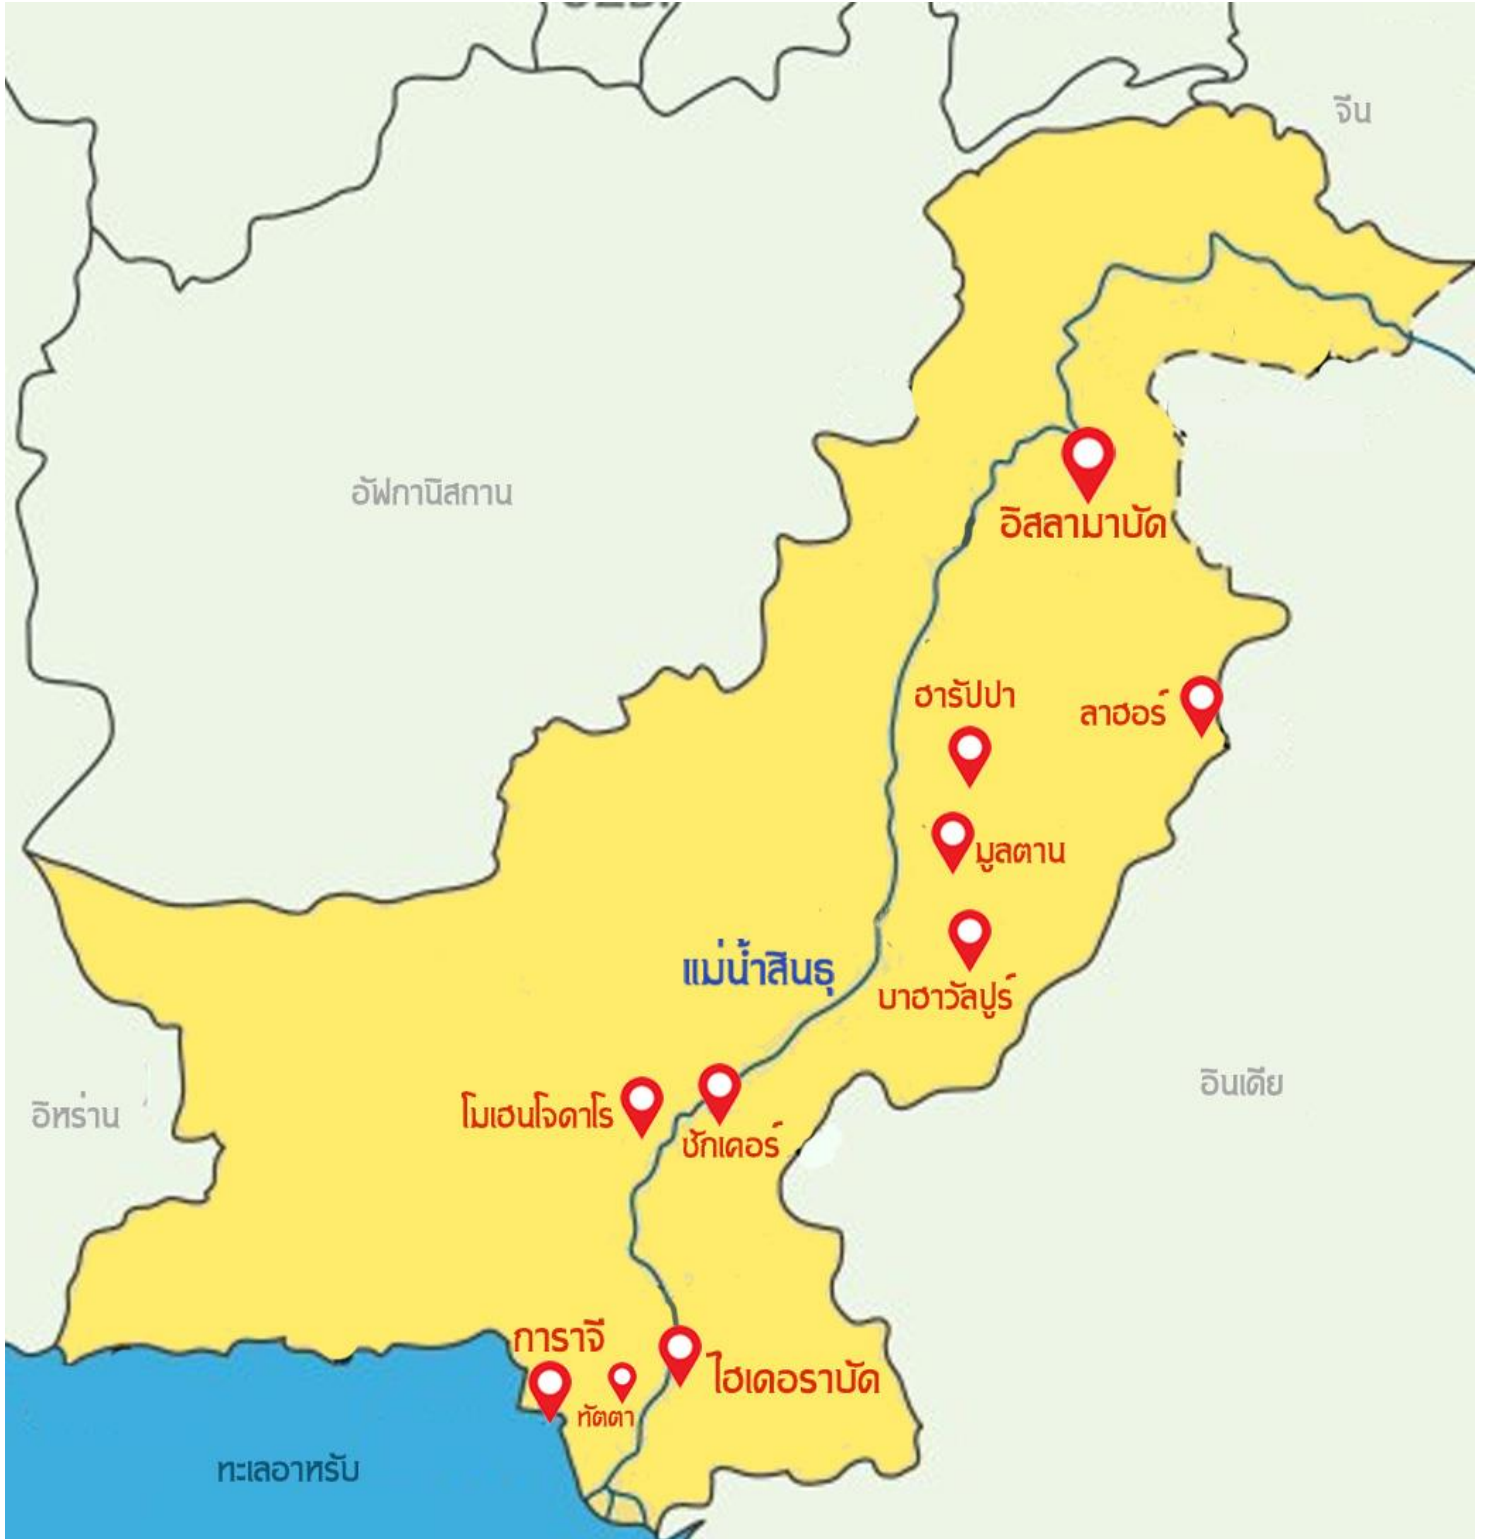 จีน
อัฟกานิสถาน
อิสลามาบัด
ฮารัปปา
ลาฮอร์
มูลตาน
แม่น้ำสินธุ
บาฮาวัลปูร์
อินเดีย
อิหร่าน
โมเฮนโจดาโร
ชักเคอร์
การาจี
ไฮเดอราบัด
ทัตตา
ทะเลอาหรับ